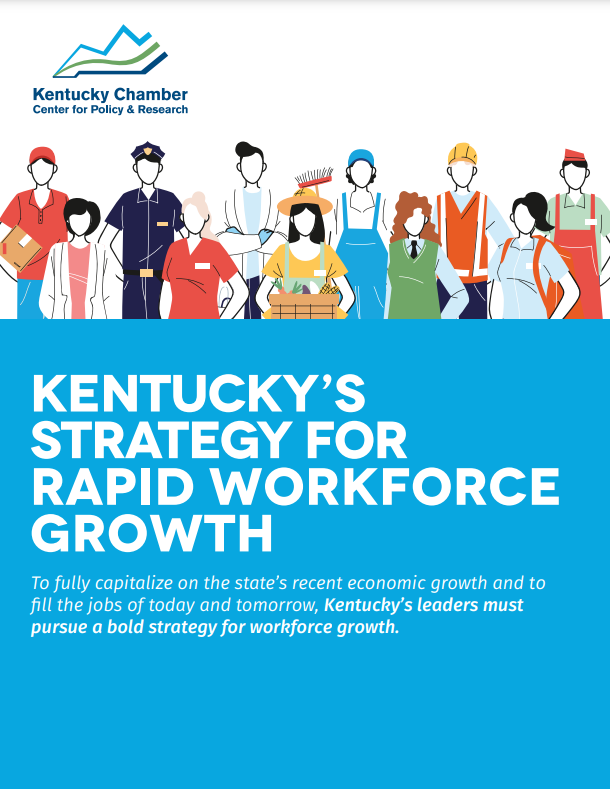 Kentucky Chamber
Center for Policy & Research
KENTUCKY’S
STRATEGY FOR
RAPID WORKFORCE
GROWTH
To fully capitalize on the state’s recent economic growth and to
fill the jobs of today and tomorrow, Kentucky’s leaders must
pursue a bold strategy for workforce growth.